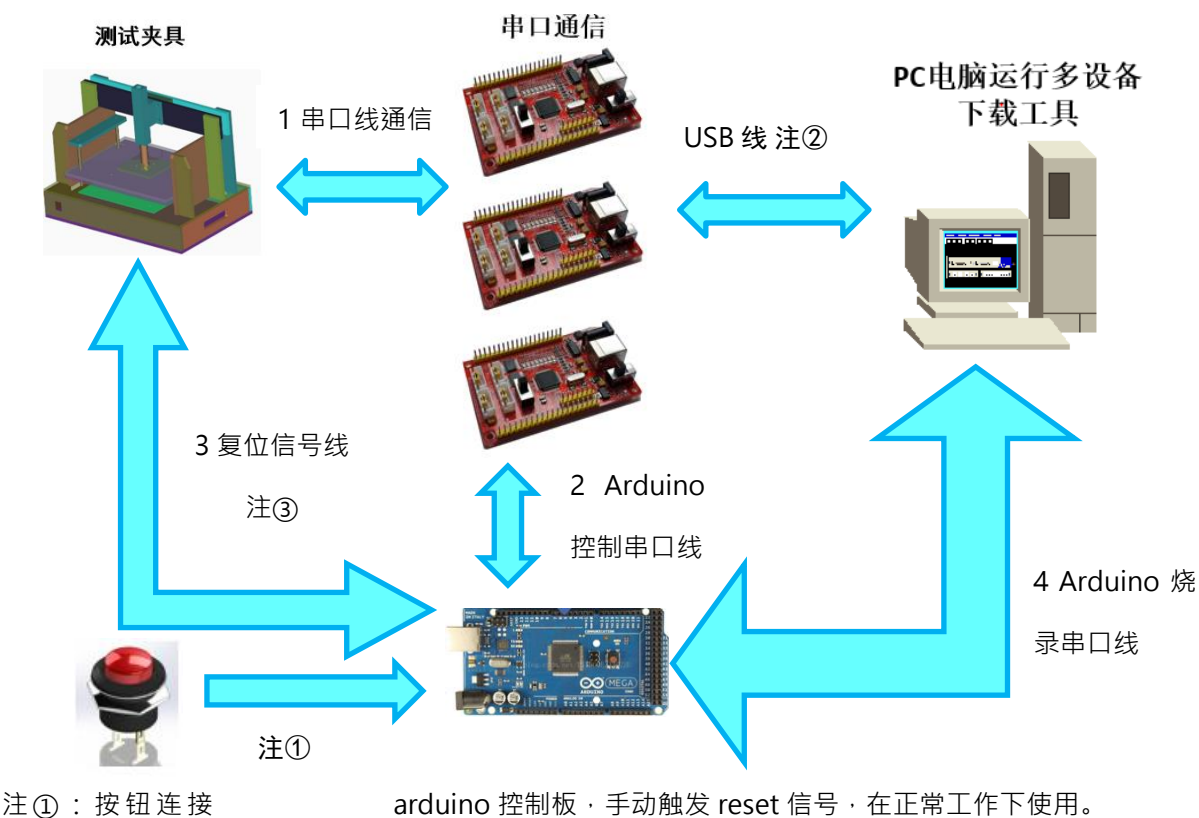 测试夹具
串口通信
PC电脑运行多设备
下载工具
1 串口线通信
USB 线 注②
3 复位信号线
注③
2 Arduino
控制串口线
4 Arduino 烧
录串口线
MEGA
ARDUINO
注①
注①：按钮连接 arduino 控制板，手动触发 reset 信号，在正常工作下使用。